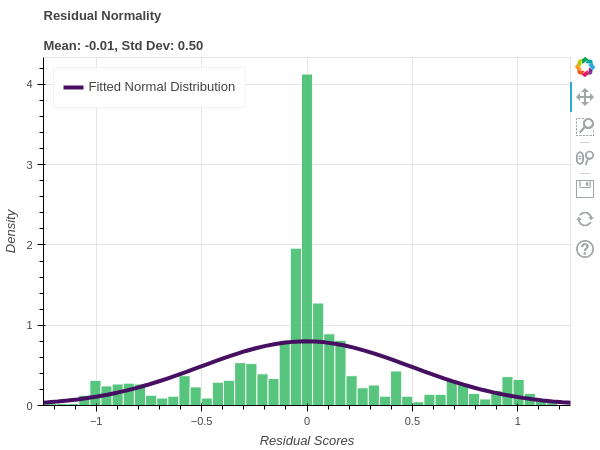 Residual Normality
Mean: -0.01, Std Dev: 0.50
Fitted Normal Distribution
4
3
2
1
0
Density
−1
−0.5
0
0.5
1
Residual Scores